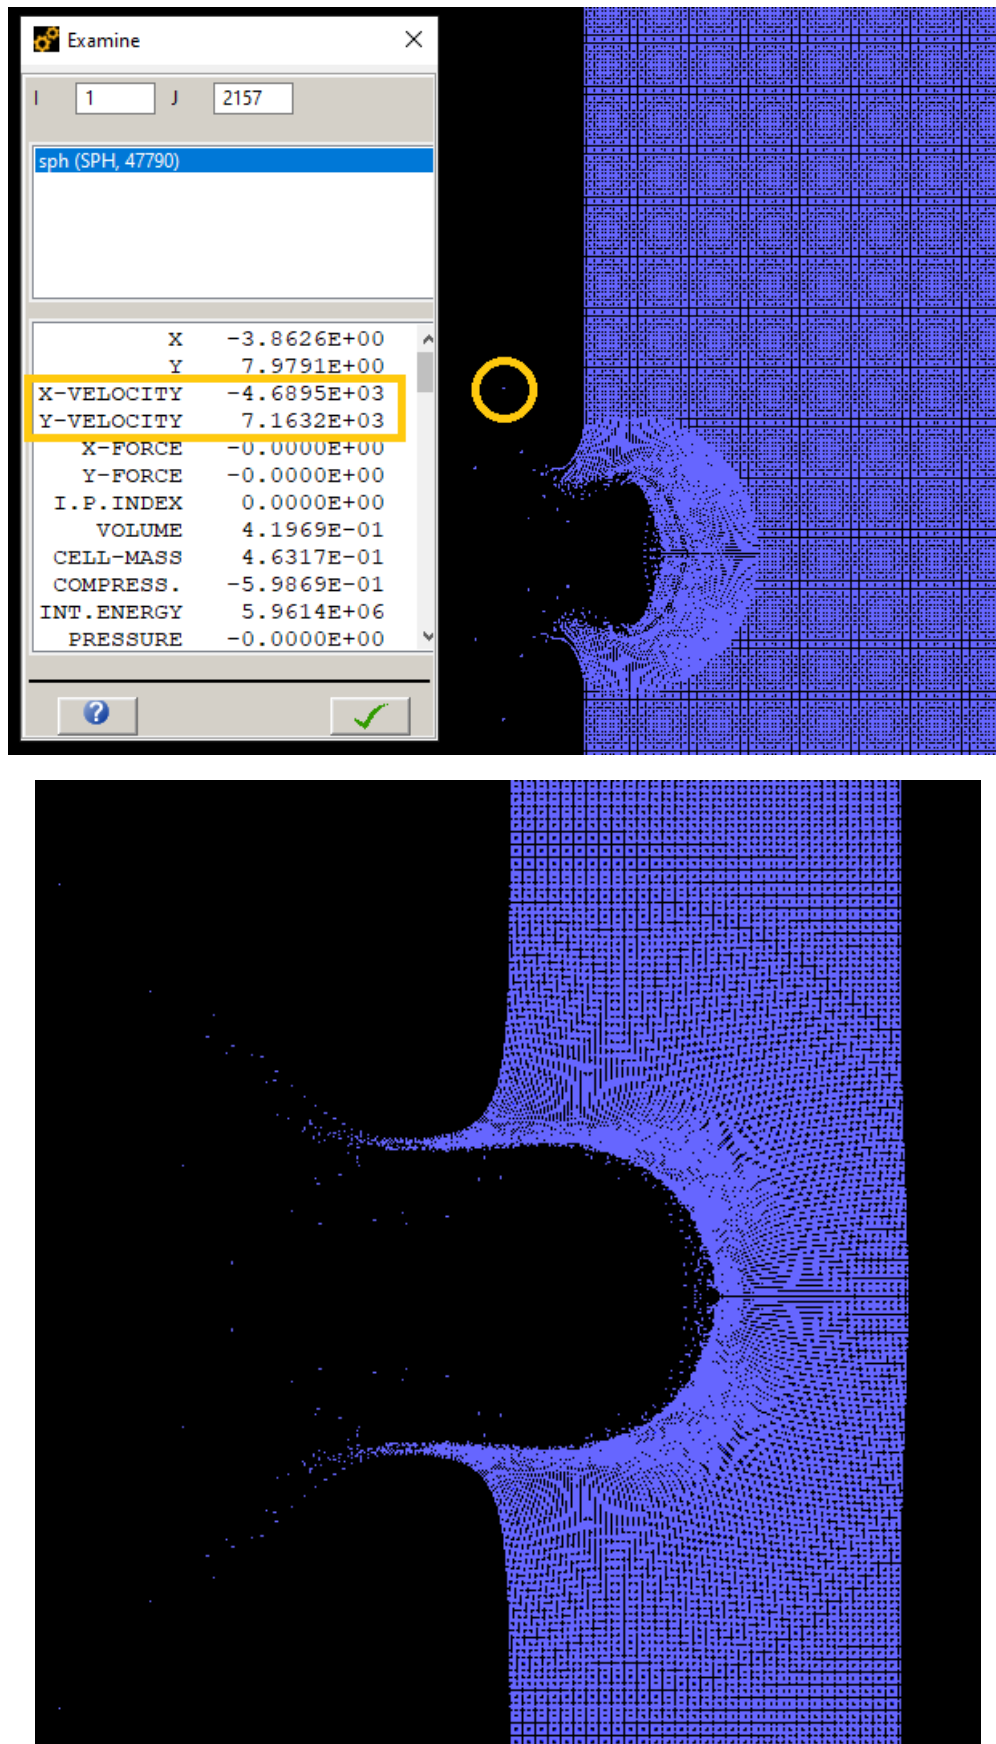 Examine
I 1 J 2157
sph (SPH, 47790)
X -3.8626E+00
Y 7.9791E+00
X-VELOCITY -4.6895E+03
Y-VELOCITY 7.1632E+03
X-FORCE -0.0000E+00
Y-FORCE -0.0000E+00
I.P.INDEX 0.0000E+00
VOLUME 4.1969E-01
CELL-MASS 4.6317E-01
COMPRESS. -5.9869E-01
INT.ENERGY 5.9614E+06
PRESSURE -0.0000E+00
?